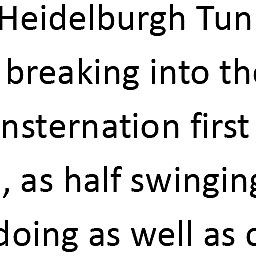 Heidelburgh Tun
breaking into the
nsternation first
, as half swinging
doing as well as